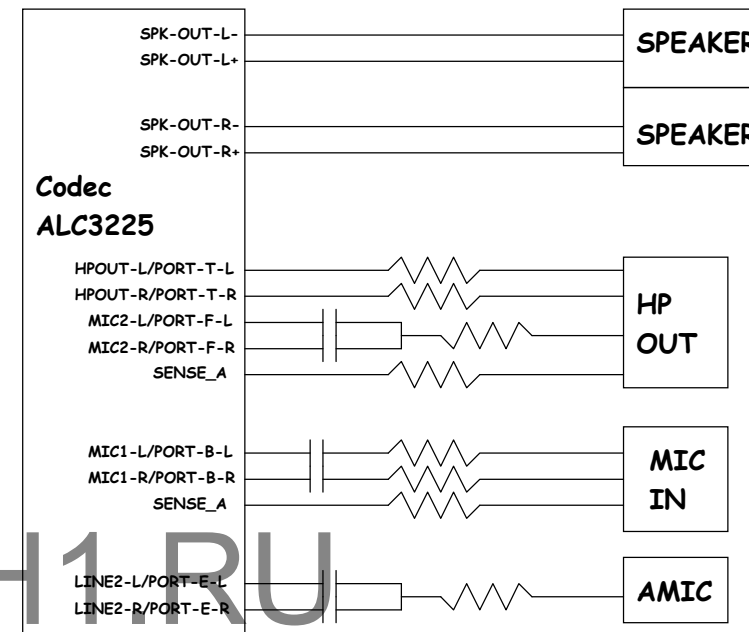 SPK-OUT-L-
SPK-OUT-L+
SPEAKER
SPK-OUT-R-
SPK-OUT-R+
SPEAKER
Codec
ALC3225
HPOUT-L/PORT-T-L
HPOUT-R/PORT-T-R
MIC2-L/PORT-F-L
MIC2-R/PORT-F-R
SENSE_A
HP
OUT
MIC1-L/PORT-B-L
MIC1-R/PORT-B-R
SENSE_A
MIC
IN
LINE2-L/PORT-E-L
LINE2-R/PORT-E-R
AMIC
H1.RU